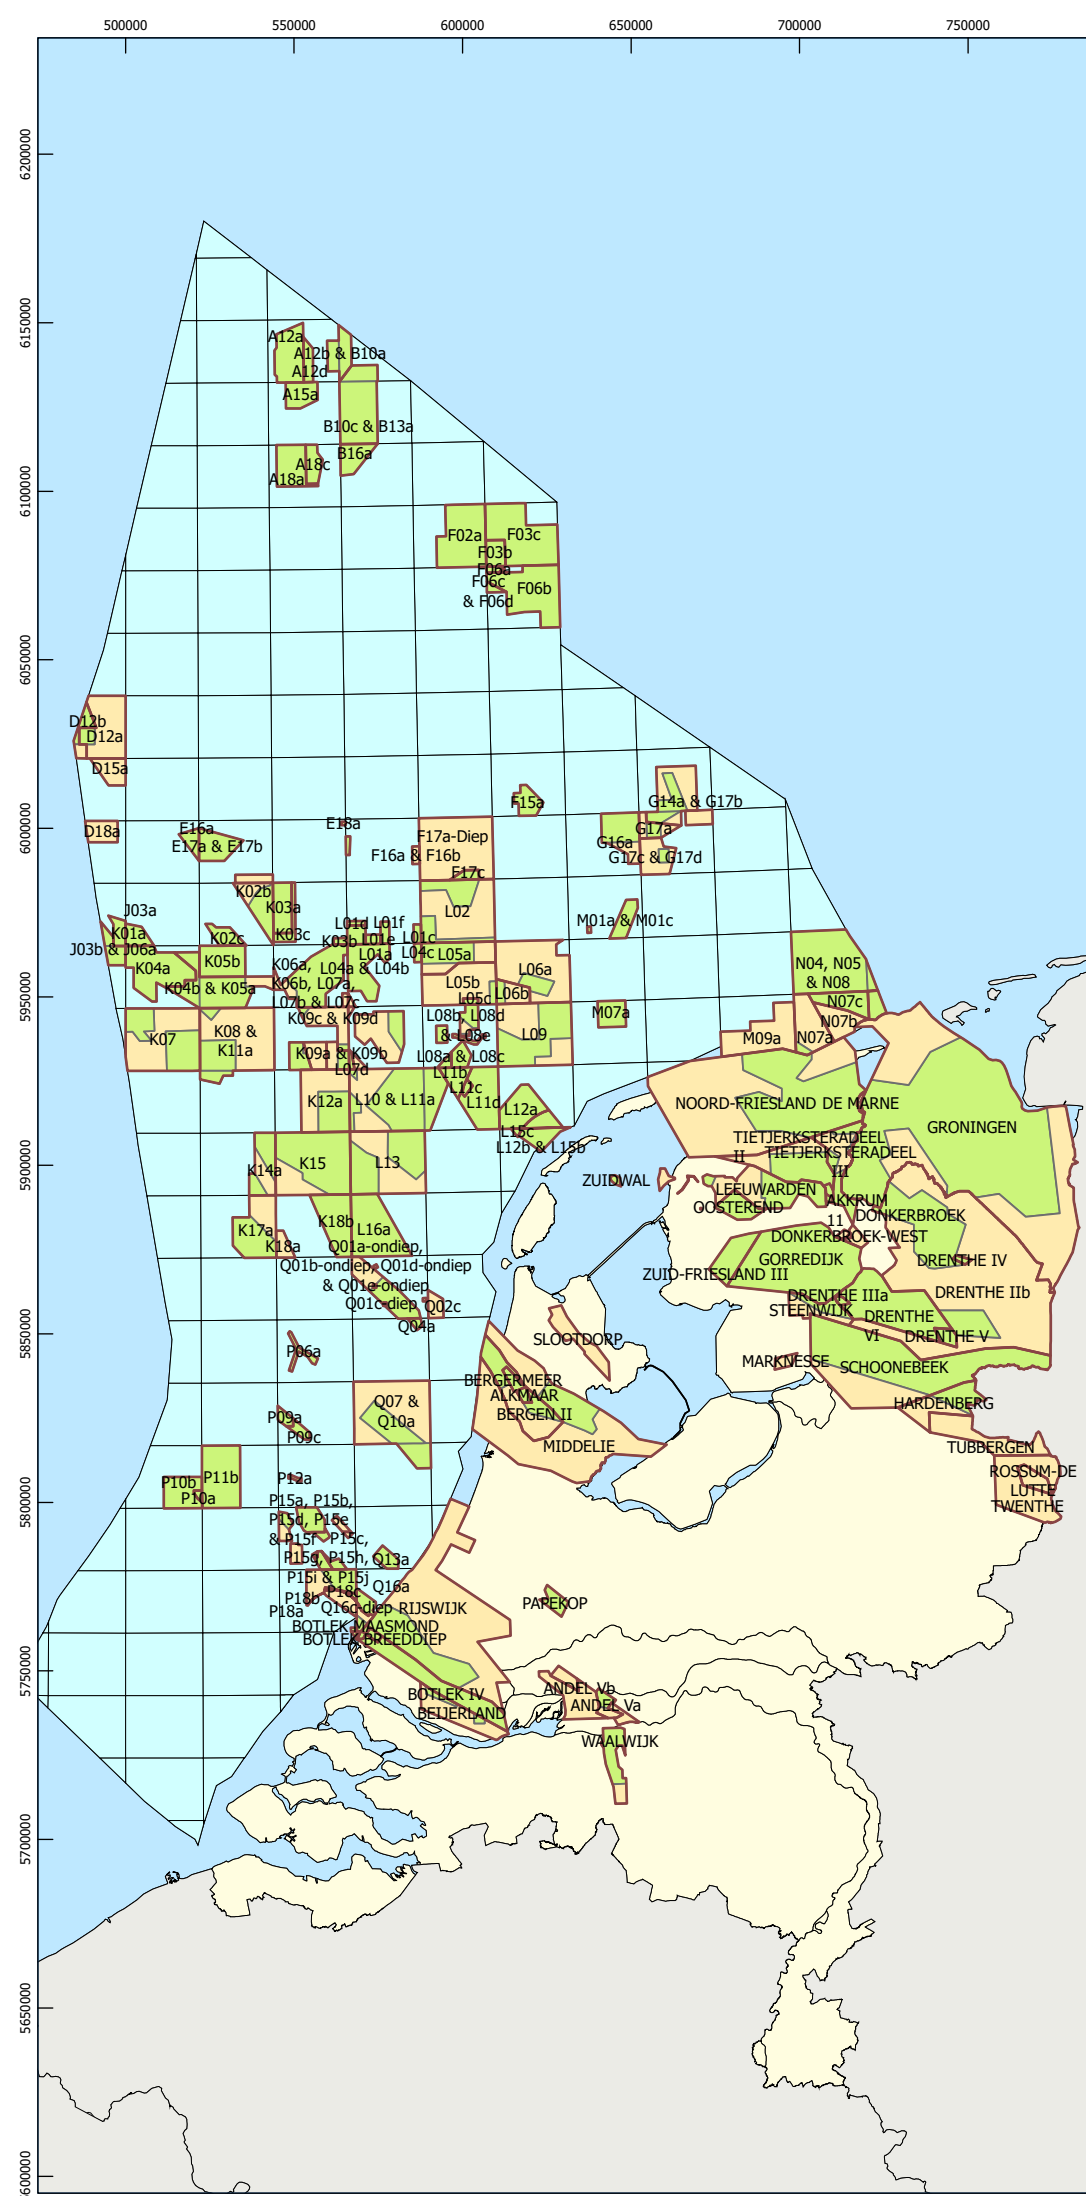 500000
550000
600000
650000
700000
750000
6200000
6150000
6100000
6050000
6000000
5950000
5900000
5850000
5800000
5750000
5700000
5650000
5600000
A12a
A12b & B10a
A12d
A15a
B10c & B13a
B16a
A18c
A18a
F02a
F03c
F03b
F06a
F06c
& F06d
F06b
D12b
D12a
D15a
D18a
E16a
E17a & E17b
E18a
F15a
F17a-Diep
F16a & F16b
F17c
G14a & G17b
G17a
G16a
G17c & G17d
K02b
K03a
K03c
K02c
J03a
K01a
J03b & J06a
K04a
K05b
K04b & K05a
L01d
L01f
K03b
L01e
L01c
L01a
L04c
L05a
L02
K06a,
L04a & L04b
K06b, L07a,
L07b & L07c
K09c & K09d
L05b
L05c
L06b
L06a
M01a & M01c
N04, N05
& N08
N07c
N07b
N07a
M09a
M07a
L08b
L08d
& L08e
L09
K07
K08 &
K11a
K09a & K09b
L07d
L08a & L08c
L11b
L11c
L11d
K12a
L10 & L11a
L12a
L15c
L12b & L15b
K14a
K15
L13
K17a
K18b
K18a
L16a
Q01a-ondiep,
Q01b-ondiep, Q01d-ondiep
& Q01e-ondiep
Q01c-diep
Q02c
Q04a
P06a
P09a
P09c
Q07 &
Q10a
P10b
P11b
P10a
P12a
P15a, P15b,
P15d, P15e
& P15f
P15c,
P15g, P15h,
P15i & P15j
Q13a
P18c
Q16a
P18b
P18a
Q16c-diep
RIJSWIJK
BOTLEK MAASMOND
BOTLEK BREEDDIEP
BOTLEK IV
BEIJERLAND
NOORD-FRIESLAND DE MARNE
GRONINGEN
TIETJERKSTERADEEL
II
TIETJERKSTERADEEL
III
ZUIDWAL
LEEUWARDEN
OOSTEREND
AKKRUM
11
DONKERBROEK
DONKERBROEK-WEST
GORREDIJK
ZUID-FRIESLAND III
DRENTHE IV
DRENTHE IIb
DRENTHE IIIa
STEENWIJK
DRENTHE
VI
DRENTHE V
MARKNESSE
SCHOONEBEEK
HARDENBERG
TUBBERGEN
ROSSUM-DE
LUTTE
TWENTHE
SLOOTDORP
BERGERMEER
ALKMAAR
BERGEN II
MIDDELIE
PAPEKOP
ANDEL Vb
ANDEL Va
WAALWIJK